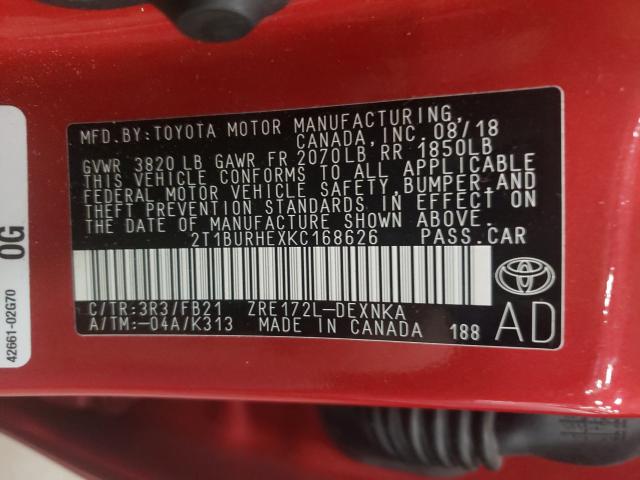 MFD.BY:TOYOTA MOTOR MANUFACTURING,
CANADA,INC.08/18
GVWR 3820 LB GAWR FR 2070LB RR 1850LB
THIS VEHICLE CONFORMS TO ALL APPLICABLE
FEDERAL MOTOR VEHICLE SAFETY,BUMPER,AND
THEFT PREVENTION STANDARDS IN EFFECT ON
THE DATE OF MANUFACTURE SHOWN ABOVE.
2T1BURHEXKC168626 PASS.CAR
C/TR:3R3/FB21 ZRE172L-DEXNKA
A/TM:-04A/K313 MADE IN CANADA 188 AD
OG
42661-02G70